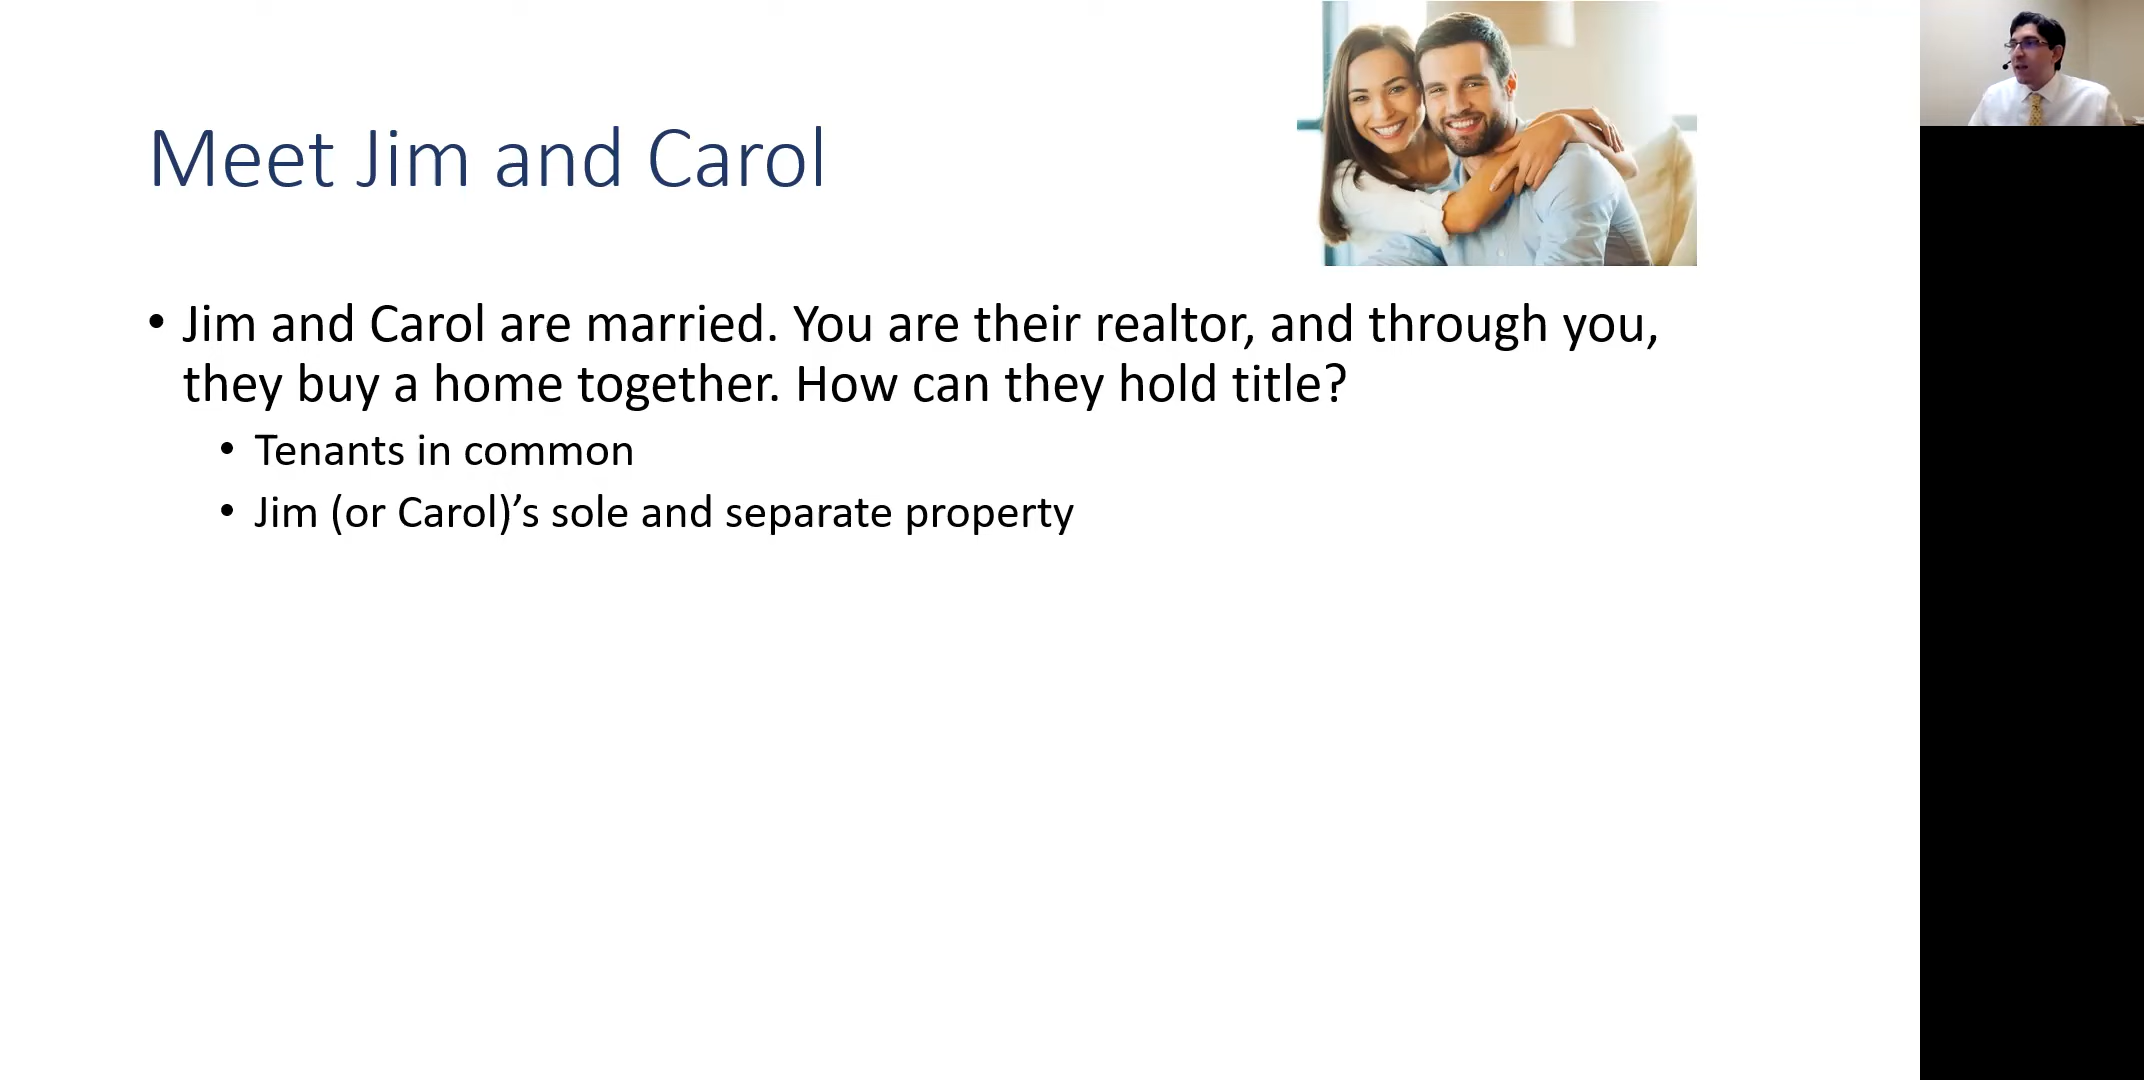 Meet Jim and Carol
• Jim and Carol are married. You are their realtor, and through you,
they buy a home together. How can they hold title?
• Tenants in common
• Jim (or Carol)’s sole and separate property